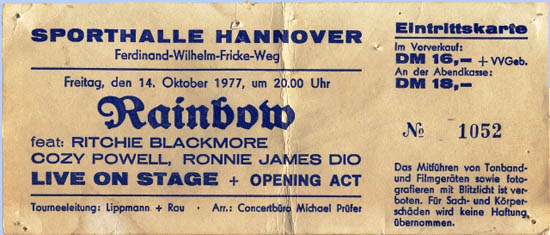 SPORTHALLE HANNOVER
Ferdinand-Wilhelm-Fricke-Weg
Freitag, den 14. Oktober 1977, um 20.00 Uhr
Rainbow
feat: RITCHIE BLACKMORE
COZY POWELL, RONNIE JAMES DIO
LIVE ON STAGE + OPENING ACT
Tourneeleitung: Lippmann + Rau · Arr.: Concertbüro Michael Prüfer
Eintrittskarte
Im Vorverkauf:
DM 16,– + VVGeb.
An der Abendkasse:
DM 18,–
№ 1052
Das Mitführen von Tonband-
und Filmgeräten sowie foto-
grafieren mit Blitzlicht ist ver-
boten. Für Sach- und Körper-
schäden wird keine Haftung
übernommen.